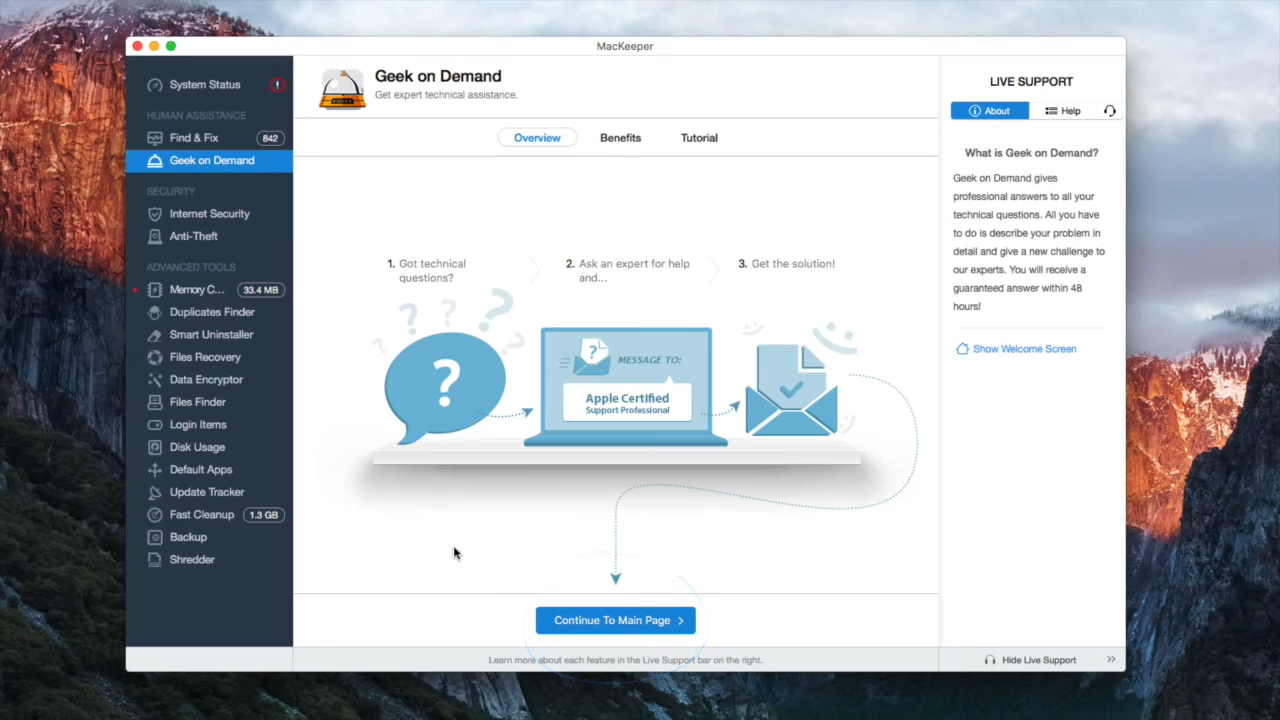 MacKeeper
System Status
!
HUMAN ASSISTANCE
Find & Fix 842
Geek on Demand
SECURITY
Internet Security
Anti-Theft
ADVANCED TOOLS
Memory C... 33.4 MB
Duplicates Finder
Smart Uninstaller
Files Recovery
Data Encryptor
Files Finder
Login Items
Disk Usage
Default Apps
Update Tracker
Fast Cleanup 1.3 GB
Backup
Shredder
Geek on Demand
Get expert technical assistance.
Overview Benefits Tutorial
1. Got technical
questions?
2. Ask an expert for help
and...
3. Get the solution!
? ? ?
? ?
?
?
MESSAGE TO:
Apple Certified
Support Professional
Continue To Main Page
Learn more about each feature in the Live Support bar on the right.
LIVE SUPPORT
About Help
What is Geek on Demand?
Geek on Demand gives
professional answers to all your
technical questions. All you have
to do is describe your problem in
detail and give a new challenge to
our experts. You will receive a
guaranteed answer within 48
hours!
Show Welcome Screen
Hide Live Support